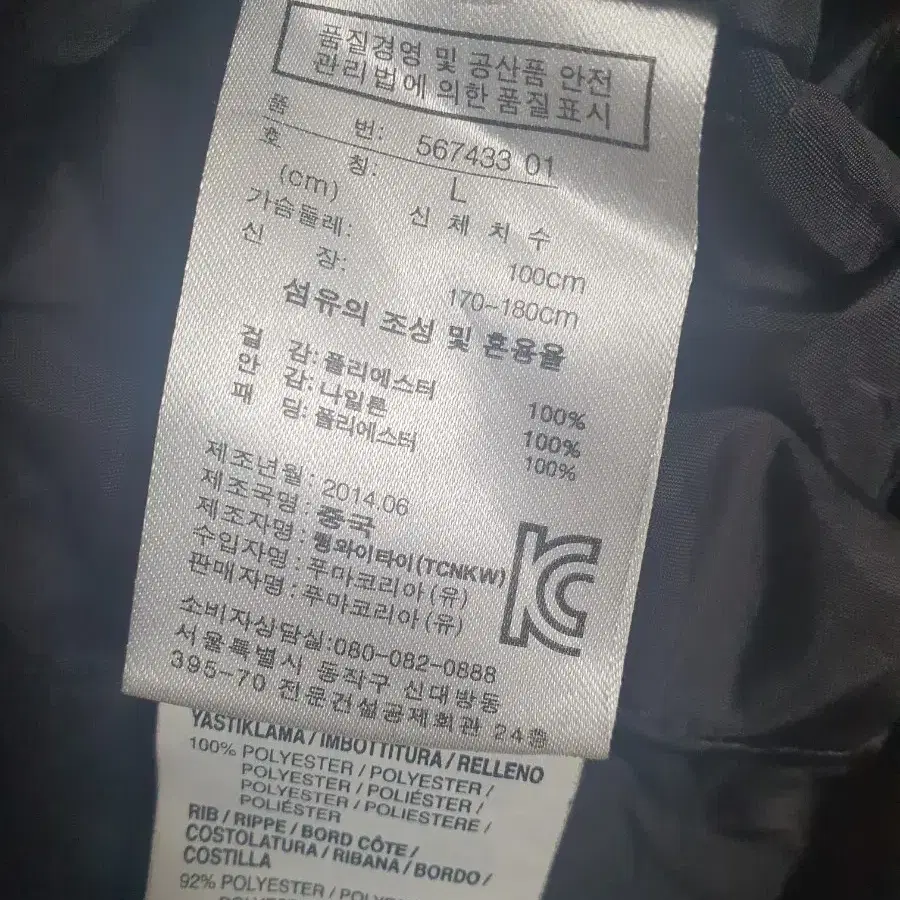 품질경영 및 공산품 안전
관리법에 의한 품질표시
품 번: 567433 01
호 칭: L
(cm) 신 체 치 수
가슴둘레: 100cm
신 장: 170~180cm
섬유의 조성 및 혼용율
겉 감: 폴리에스터 100%
안 감: 나일론 100%
패 딩: 폴리에스터 100%
제조년월 : 2014.06
제조국명 : 중국
제조자명 : 퀑와이타이(TCNKW)
수입자명 : 푸마코리아(유)
판매자명 : 푸마코리아(유)
소비자상담실:080-082-0888
서울특별시 동작구 신대방동
395-70 전문건설공제회관 24층
YASTIKLAMA / IMBOTTITURA / RELLENO
100% POLYESTER / POLYESTER /
POLYESTER / POLIÉSTER /
POLYESTER / POLIESTERE /
POLIÉSTER
RIB / RIPPE / BORD CÔTE /
COSTOLATURA / RIBANA / BORDO /
COSTILLA
92% POLYESTER / POLYESTER